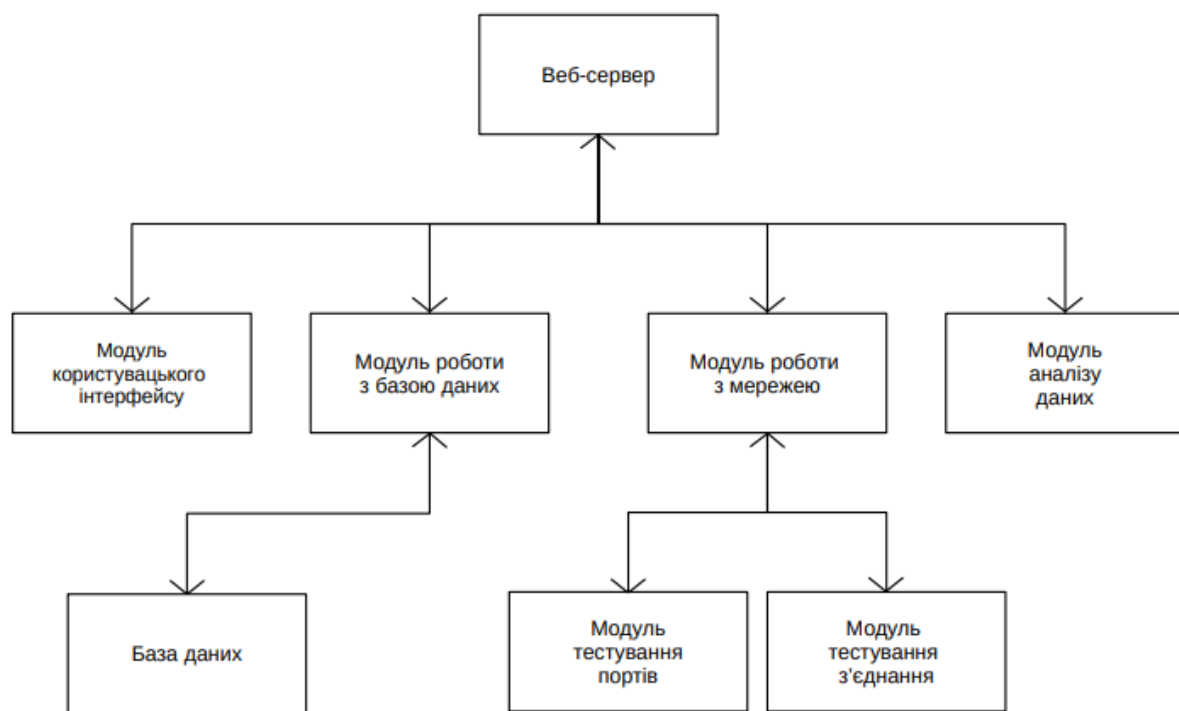 Веб-сервер
Модуль
користувацького
інтерфейсу
Модуль роботи
з базою даних
Модуль роботи
з мережею
Модуль
аналізу
даних
База даних
Модуль
тестування
портів
Модуль
тестування
з'єднання